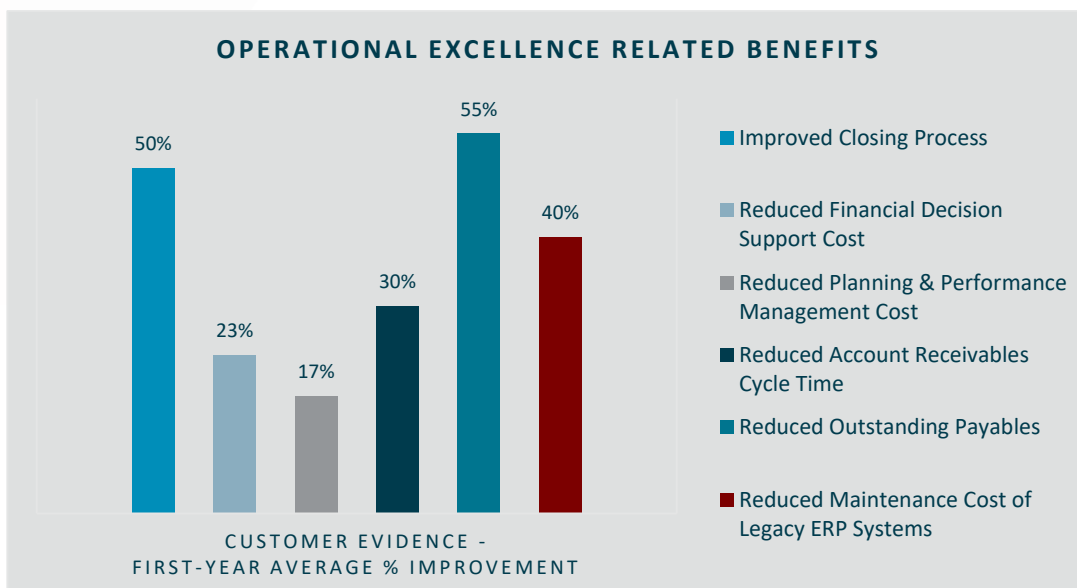 OPERATIONAL EXCELLENCE RELATED BENEFITS
50%
23%
17%
30%
55%
40%
CUSTOMER EVIDENCE -
FIRST-YEAR AVERAGE % IMPROVEMENT
Improved Closing Process
Reduced Financial Decision
Support Cost
Reduced Planning & Performance
Management Cost
Reduced Account Receivables
Cycle Time
Reduced Outstanding Payables
Reduced Maintenance Cost of
Legacy ERP Systems